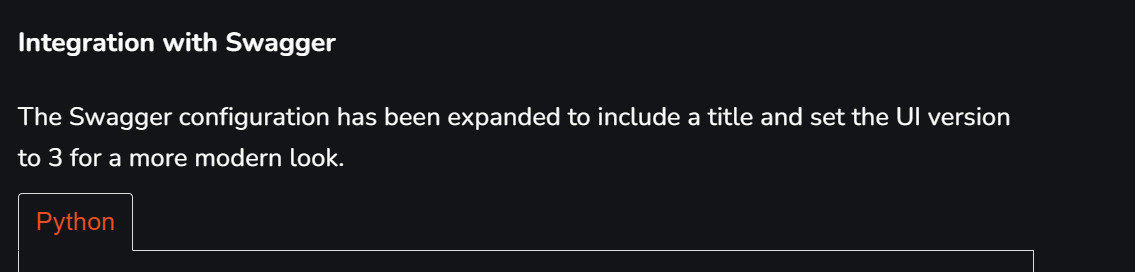 Integration with Swagger
The Swagger configuration has been expanded to include a title and set the UI version
to 3 for a more modern look.
Python